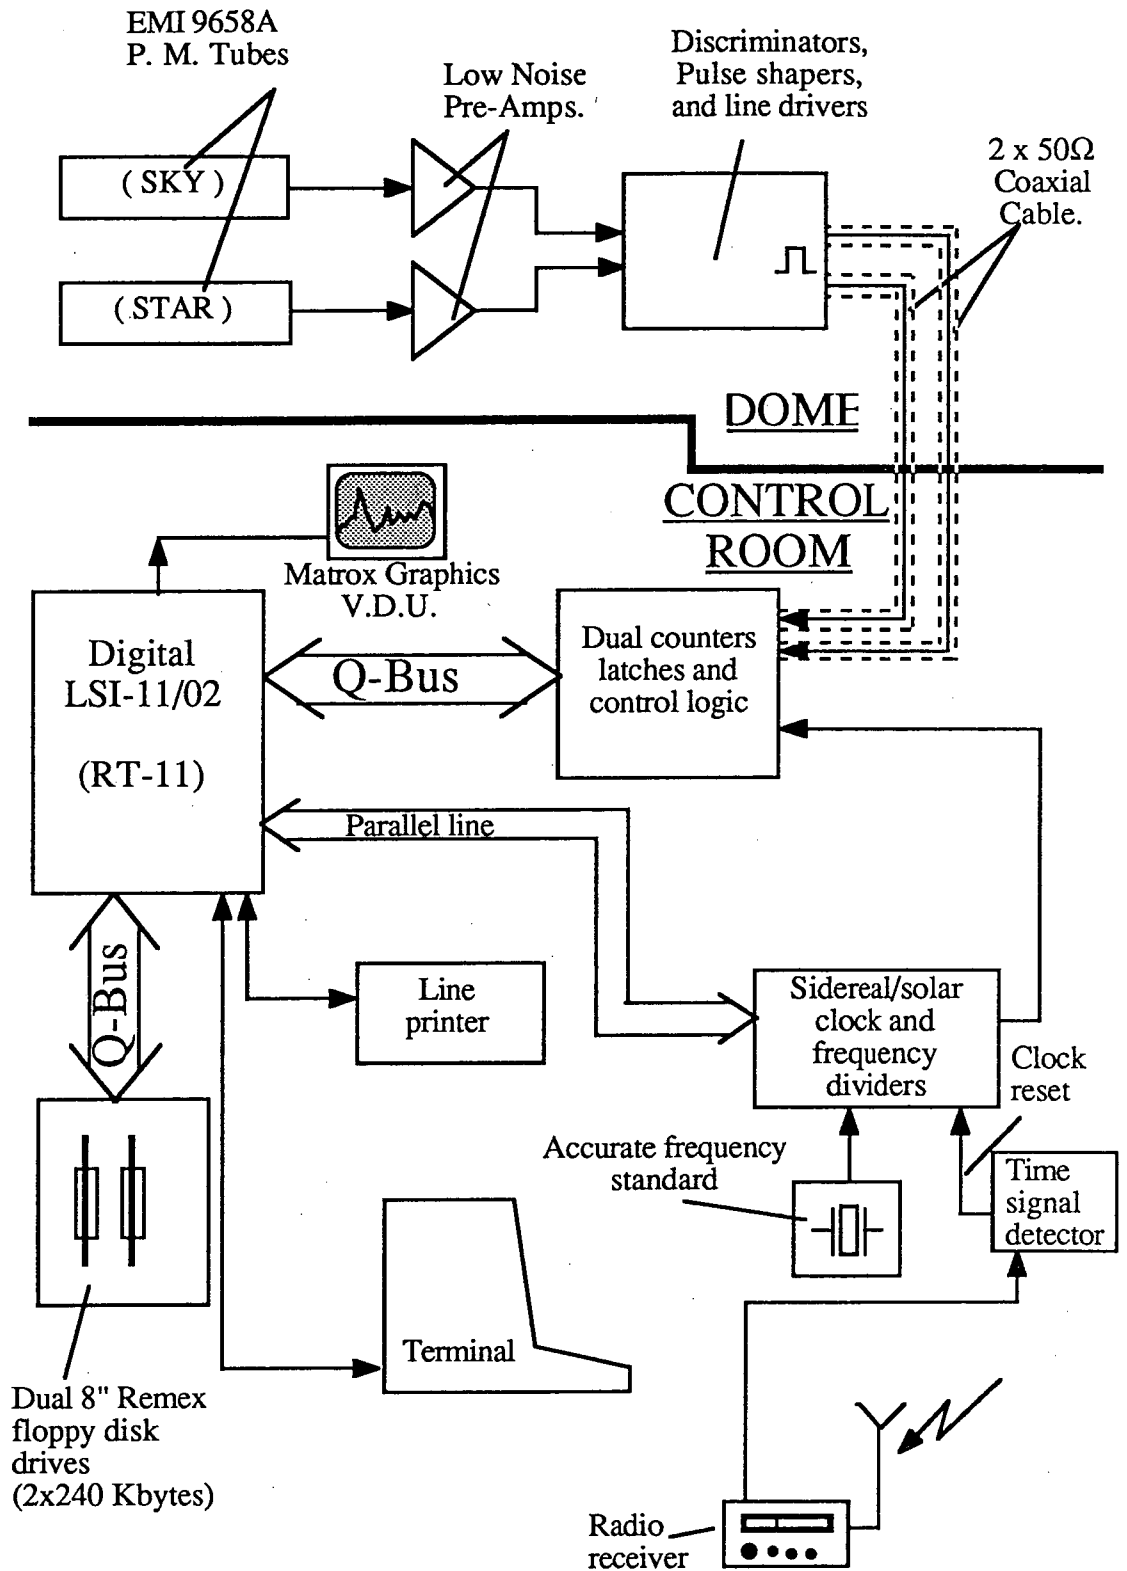 EMI 9658A
P. M. Tubes
Low Noise
Pre-Amps.
Discriminators,
Pulse shapers,
and line drivers
2 x 50Ω
Coaxial
Cable.
( SKY )
( STAR )
DOME
CONTROL
ROOM
Matrox Graphics
V.D.U.
Digital
LSI-11/02
(RT-11)
Q-Bus
Dual counters
latches and
control logic
Parallel line
Q-Bus
Line
printer
Sidereal/solar
clock and
frequency
dividers
Clock
reset
Accurate frequency
standard
Time
signal
detector
Terminal
Dual 8" Remex
floppy disk
drives
(2x240 Kbytes)
Radio
receiver